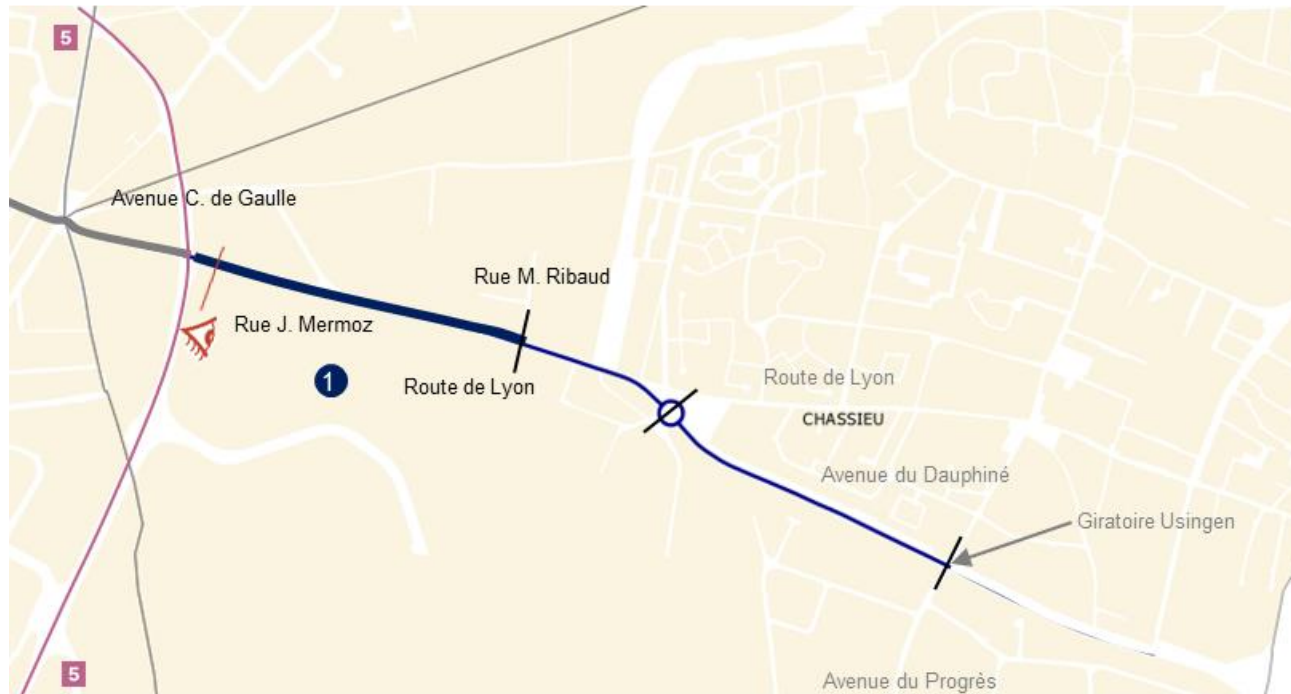 5
Avenue C. de Gaulle
Rue M. Ribaud
Rue J. Mermoz
1
Route de Lyon
Route de Lyon
CHASSIEU
Avenue du Dauphiné
Giratoire Usingen
5
Avenue du Progrès